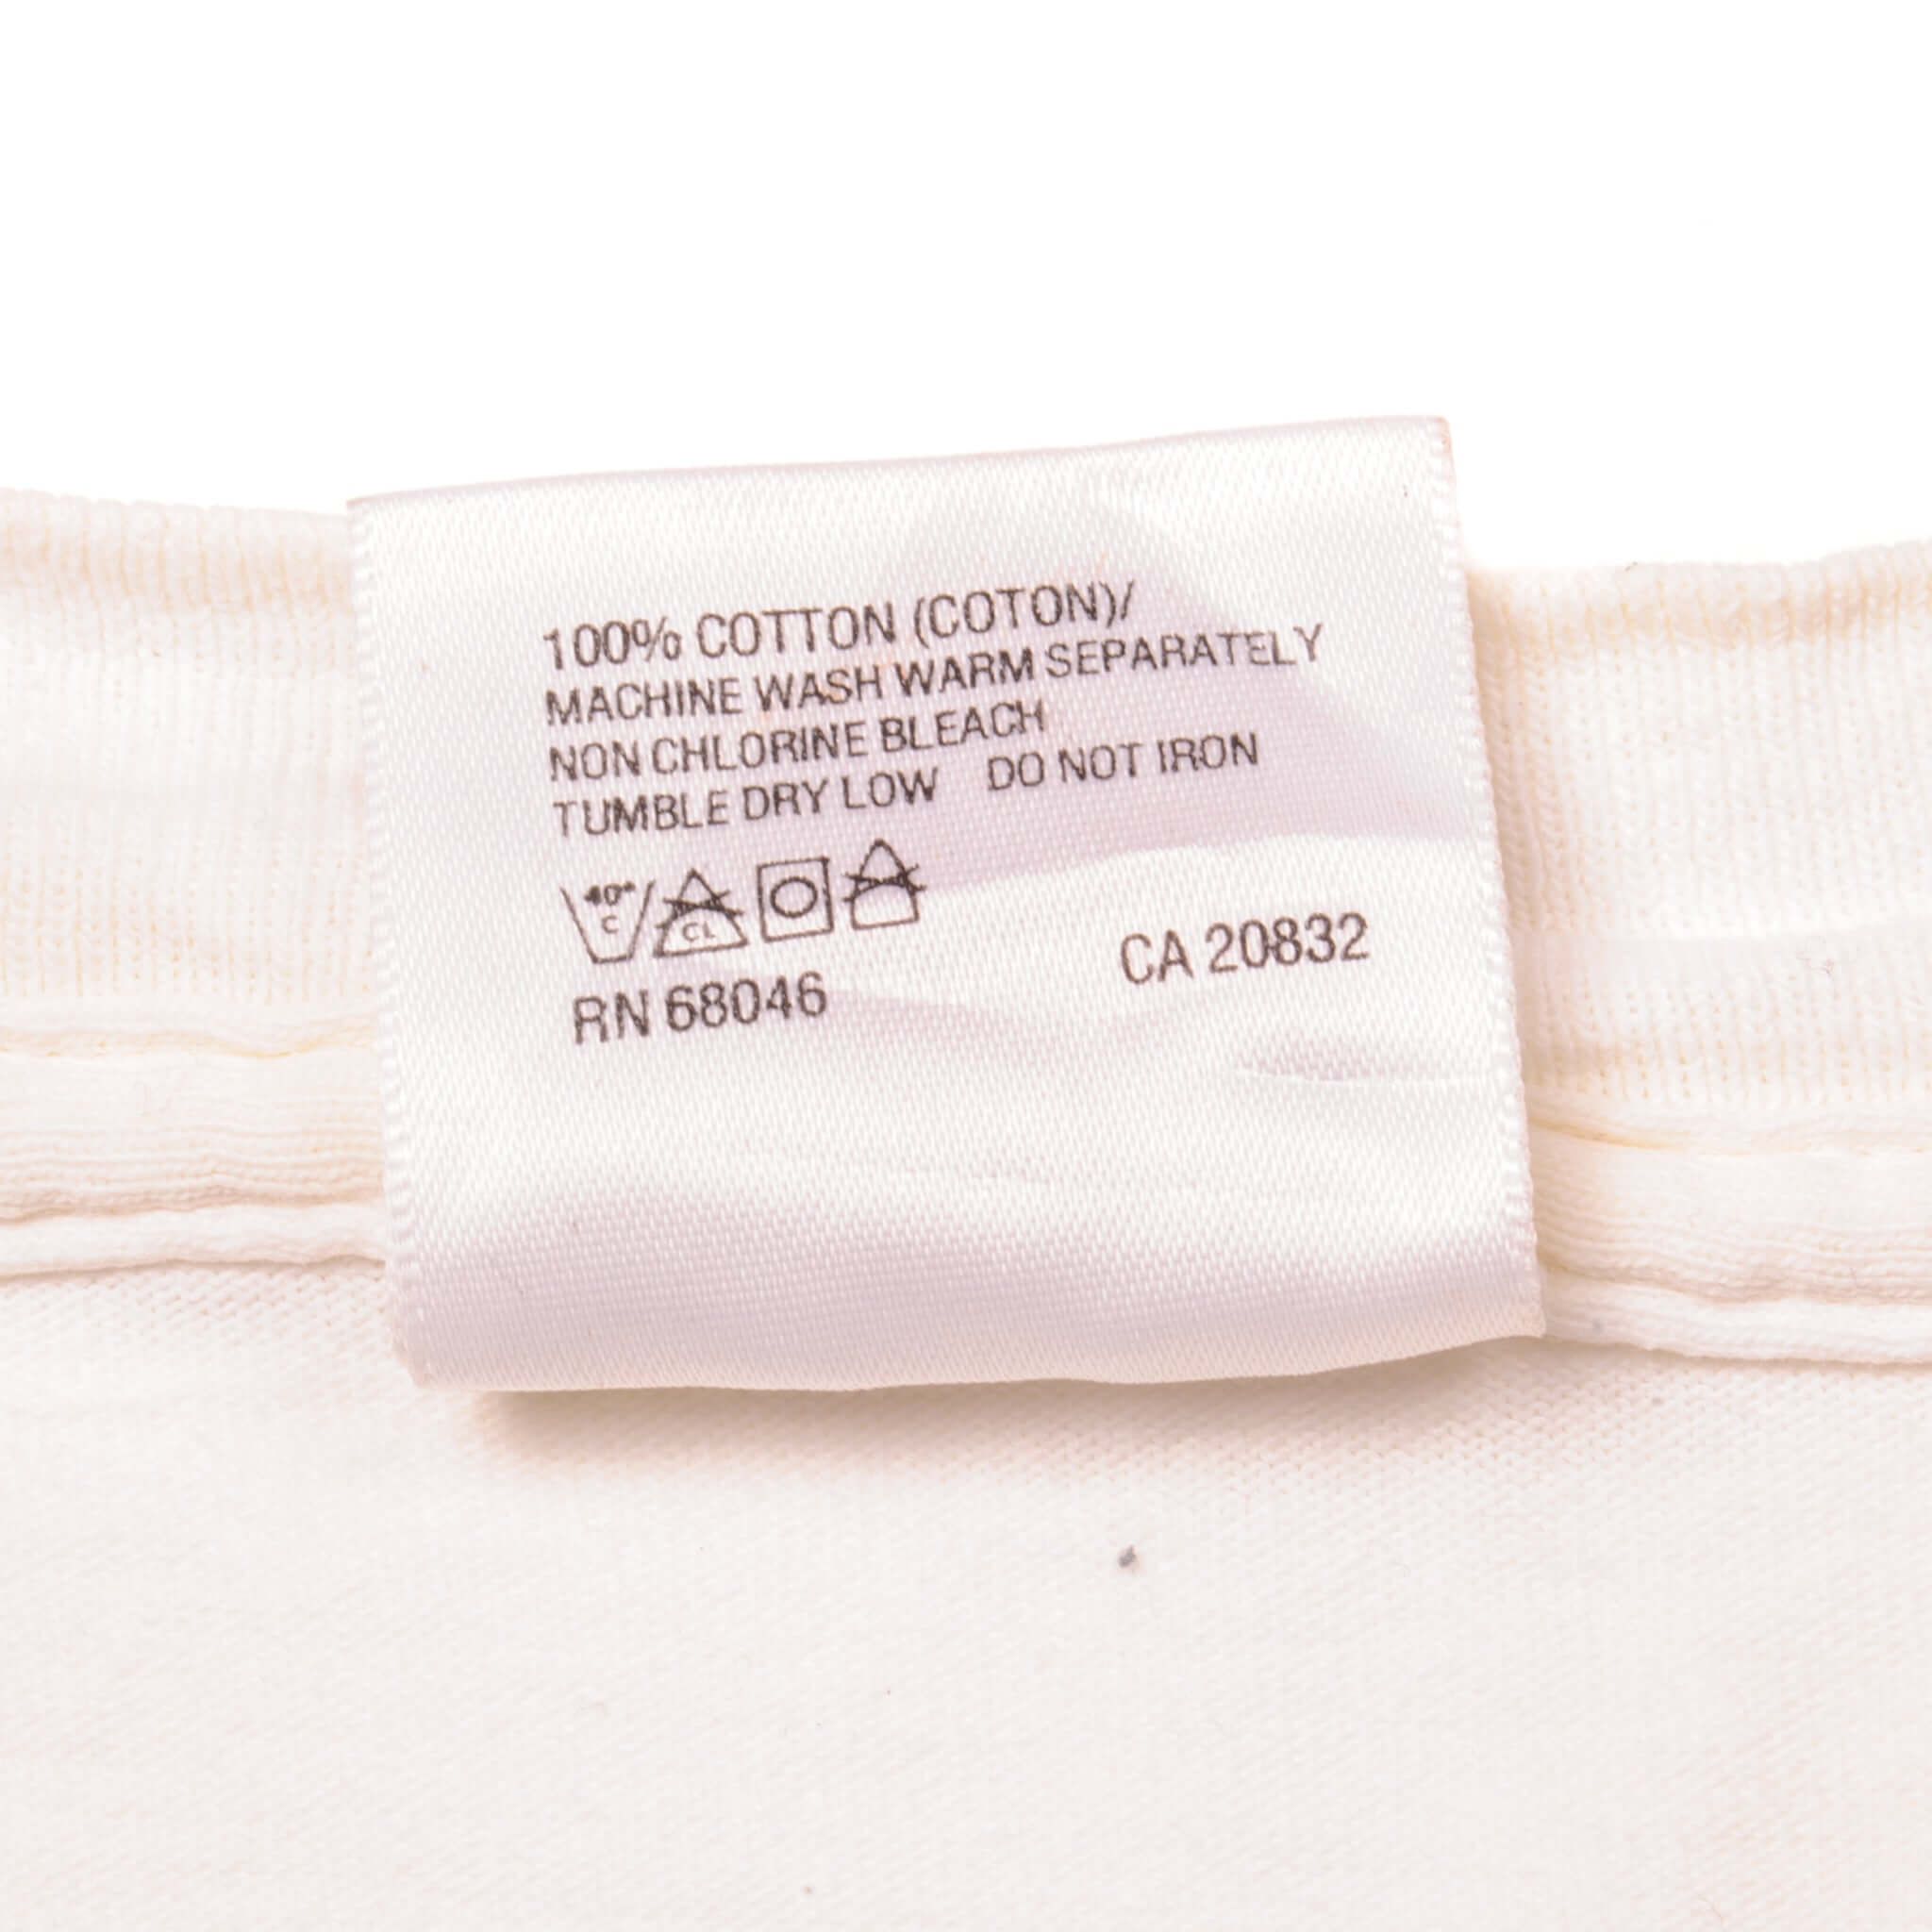 100% COTTON (COTON)/
MACHINE WASH WARM SEPARATELY
NON CHLORINE BLEACH
TUMBLE DRY LOW DO NOT IRON
40° C CL
RN 68046 CA 20832